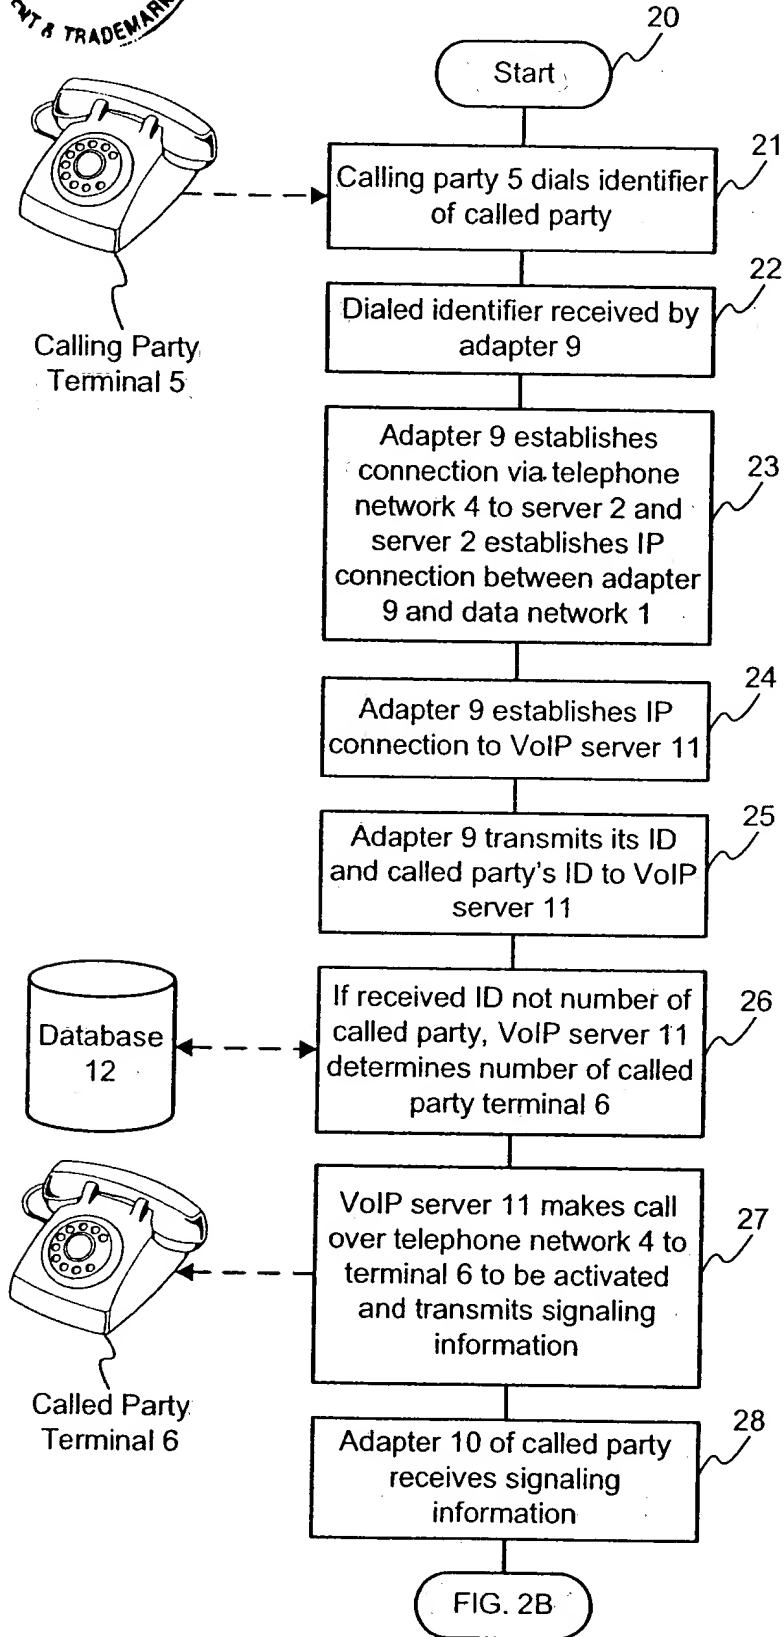 & TRADEMARK
20
Start
21
Calling party 5 dials identifier
of called party
22
Dialed identifier received by
adapter 9
Calling Party
Terminal 5
23
Adapter 9 establishes
connection via telephone
network 4 to server 2 and
server 2 establishes IP
connection between adapter
9 and data network 1
24
Adapter 9 establishes IP
connection to VoIP server 11
25
Adapter 9 transmits its ID
and called party's ID to VoIP
server 11
26
If received ID not number of
called party, VoIP server 11
determines number of called
party terminal 6
Database
12
27
VoIP server 11 makes call
over telephone network 4 to
terminal 6 to be activated
and transmits signaling
information
Called Party
Terminal 6
28
Adapter 10 of called party
receives signaling
information
FIG. 2B